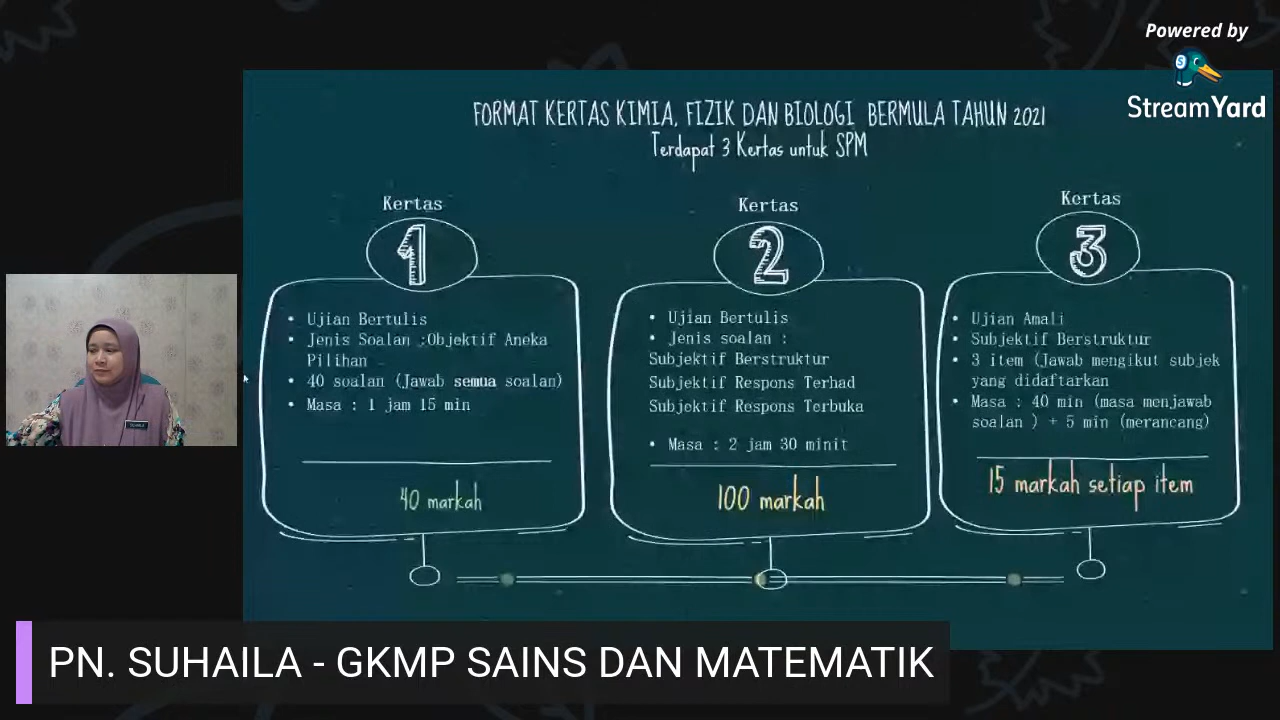 Powered by
StreamYard
FORMAT KERTAS KIMIA, FIZIK DAN BIOLOGI BERMULA TAHUN 2021
Terdapat 3 Kertas untuk SPM
Kertas
1
• Ujian Bertulis
• Jenis Soalan :Objektif Aneka
Pilihan
• 40 soalan (Jawab semua soalan)
• Masa : 1 jam 15 min
40 markah
Kertas
2
• Ujian Bertulis
• Jenis soalan :
Subjektif Berstruktur
Subjektif Respons Terhad
Subjektif Respons Terbuka
• Masa : 2 jam 30 minit
100 markah
Kertas
3
• Ujian Amali
• Subjektif Berstruktur
• 3 item (Jawab mengikut subjek
yang didaftarkan
• Masa : 40 min (masa menjawab
soalan ) + 5 min (merancang)
15 markah setiap item
PN. SUHAILA - GKMP SAINS DAN MATEMATIK